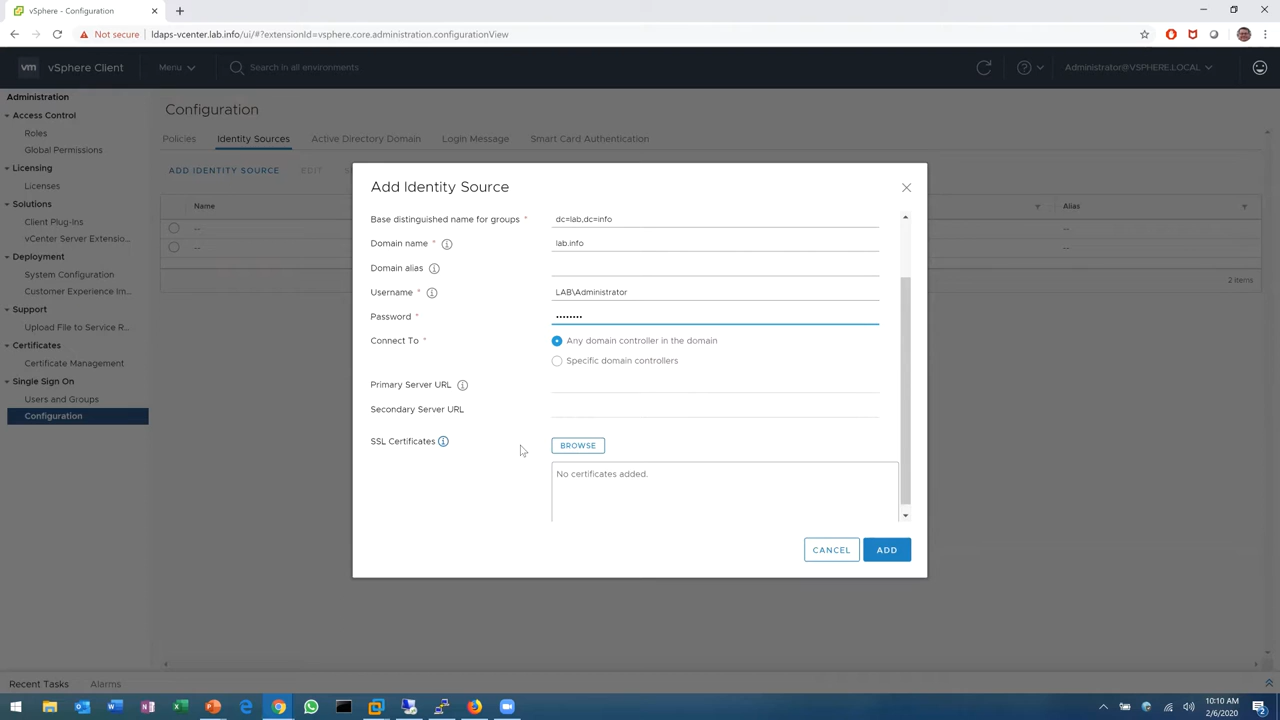 vSphere - Configuration
Not secure
ldaps-vcenter.lab.info/ui/#?extensionId=vsphere.core.administration.configurationView
vm
vSphere Client
Menu
Search in all environments
Administrator@VSPHERE.LOCAL
Administration
Access Control
Roles
Global Permissions
Licensing
Licenses
Solutions
Client Plug-Ins
vCenter Server Extensio...
Deployment
System Configuration
Customer Experience Im...
Support
Upload File to Service R...
Certificates
Certificate Management
Single Sign On
Users and Groups
Configuration
Configuration
Policies
Identity Sources
Active Directory Domain
Login Message
Smart Card Authentication
ADD IDENTITY SOURCE
EDIT
Name
Alias
--
--
--
--
2 items
Add Identity Source
Base distinguished name for groups *
dc=lab,dc=info
Domain name *
lab.info
Domain alias
Username *
LAB\Administrator
Password *
••••••••
Connect To *
Any domain controller in the domain
Specific domain controllers
Primary Server URL
Secondary Server URL
SSL Certificates
BROWSE
No certificates added.
CANCEL
ADD
Recent Tasks
Alarms
10:10 AM
2/6/2020